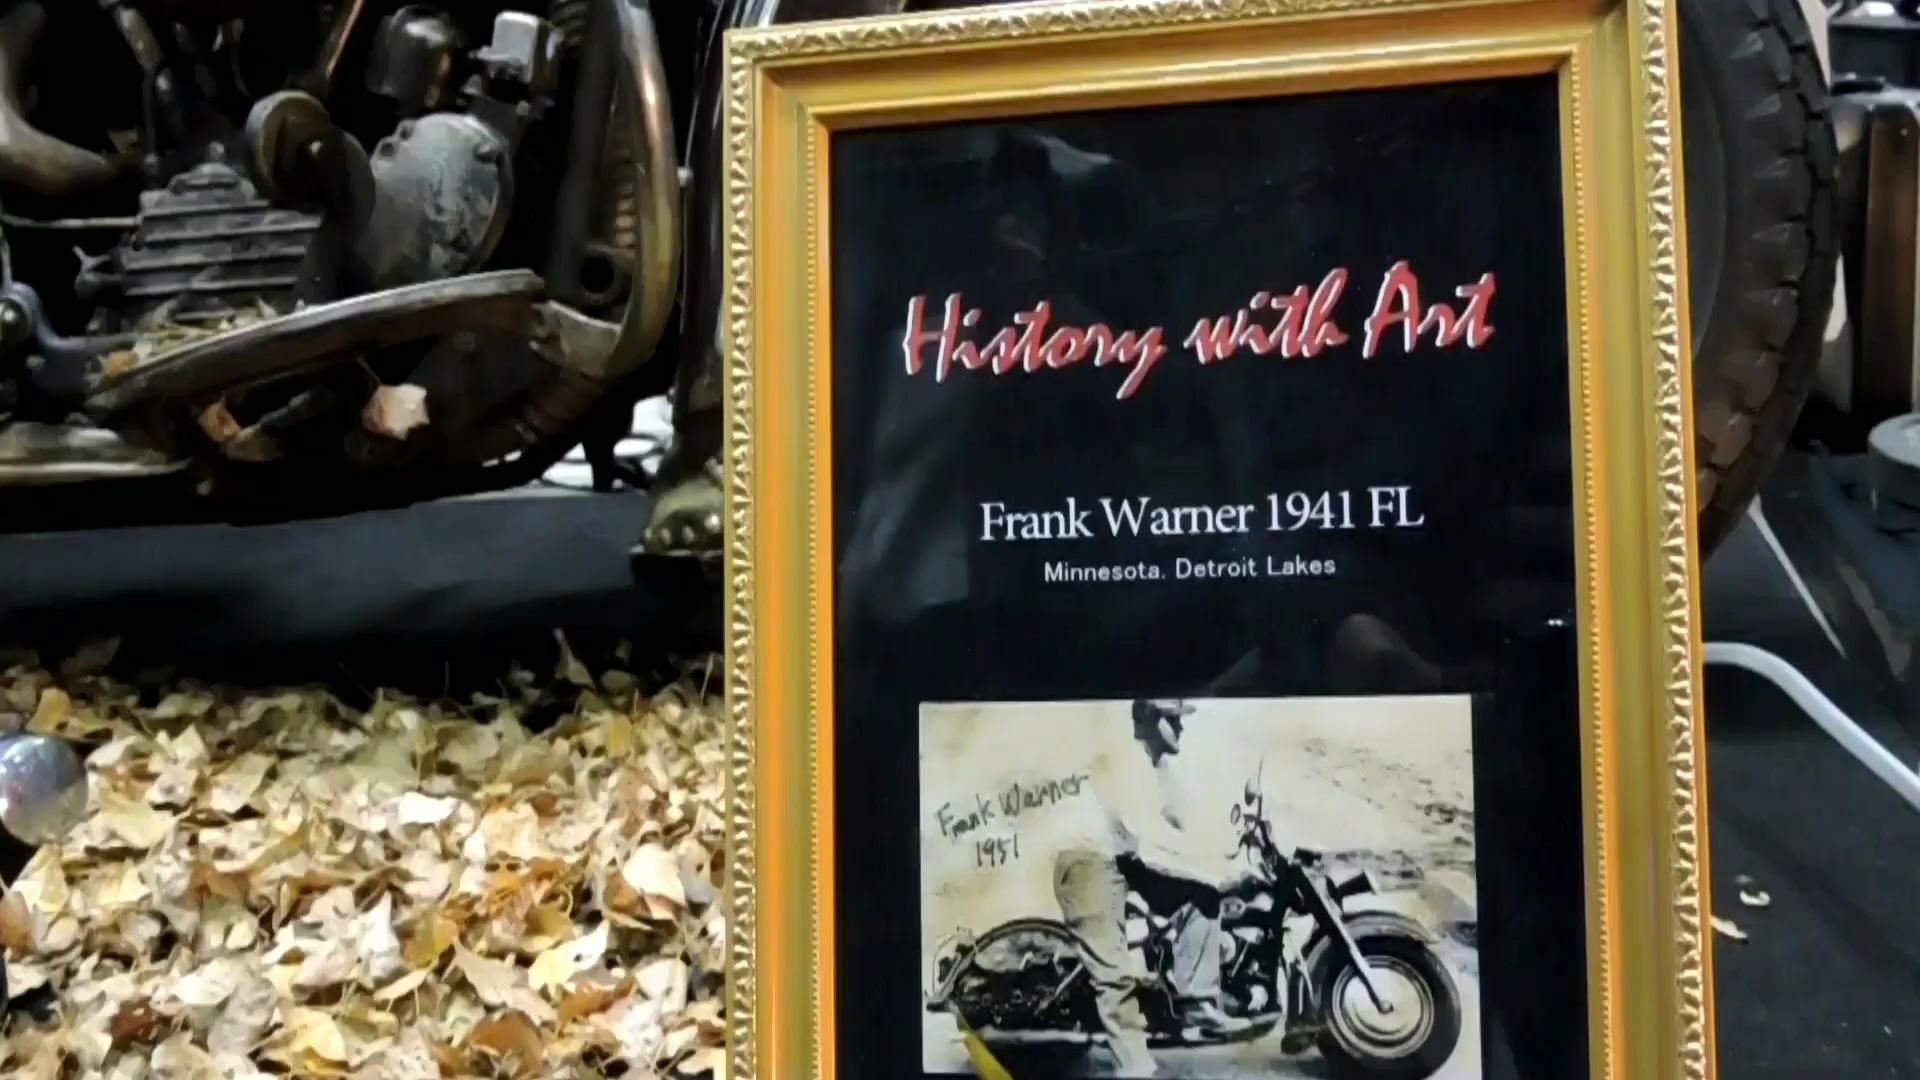 History with Art
Frank Warner 1941 FL
Minnesota. Detroit Lakes
Frank Warner
1951